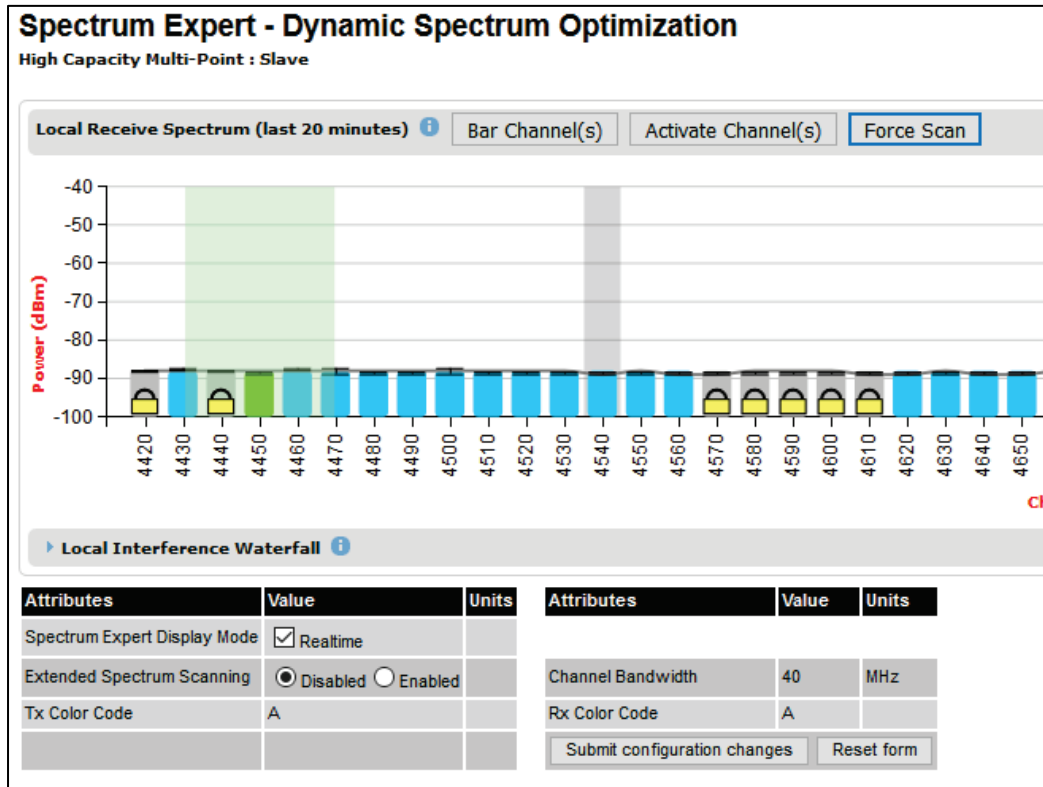 Spectrum Expert - Dynamic Spectrum Optimization
High Capacity Multi-Point : Slave
Local Receive Spectrum (last 20 minutes) i Bar Channel(s) Activate Channel(s) Force Scan
-40
-50
-60
-70
-80
-90
-100
Power (dBm)
4420 4430 4440 4450 4460 4470 4480 4490 4500 4510 4520 4530 4540 4550 4560 4570 4580 4590 4600 4610 4620 4630 4640 4650
Ch
Local Interference Waterfall i
Attributes Value Units Attributes Value Units
Spectrum Expert Display Mode Realtime
Extended Spectrum Scanning Disabled Enabled Channel Bandwidth 40 MHz
Tx Color Code A Rx Color Code A
Submit configuration changes Reset form